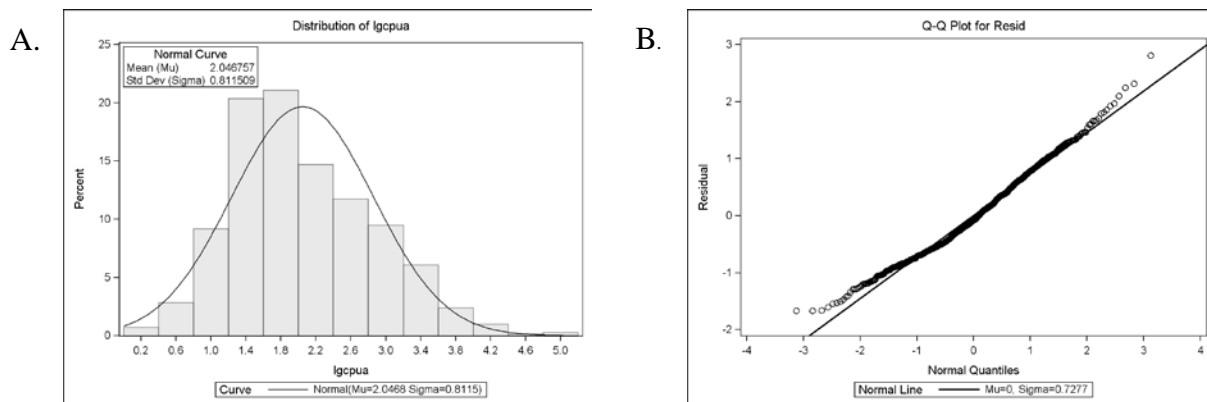 A.
Distribution of lgcpua
Normal Curve
Mean (Mu) 2.046757
Std Dev (Sigma) 0.811509
25
20
15
10
5
0
Percent
0.2 0.6 1.0 1.4 1.8 2.2 2.6 3.0 3.4 3.8 4.2 4.6 5.0
lgcpua
Curve Normal(Mu=2.0468 Sigma=0.8115)
B.
Q-Q Plot for Resid
3
2
1
0
-1
-2
Residual
-4 -3 -2 -1 0 1 2 3 4
Normal Quantiles
Normal Line Mu=0, Sigma=0.7277